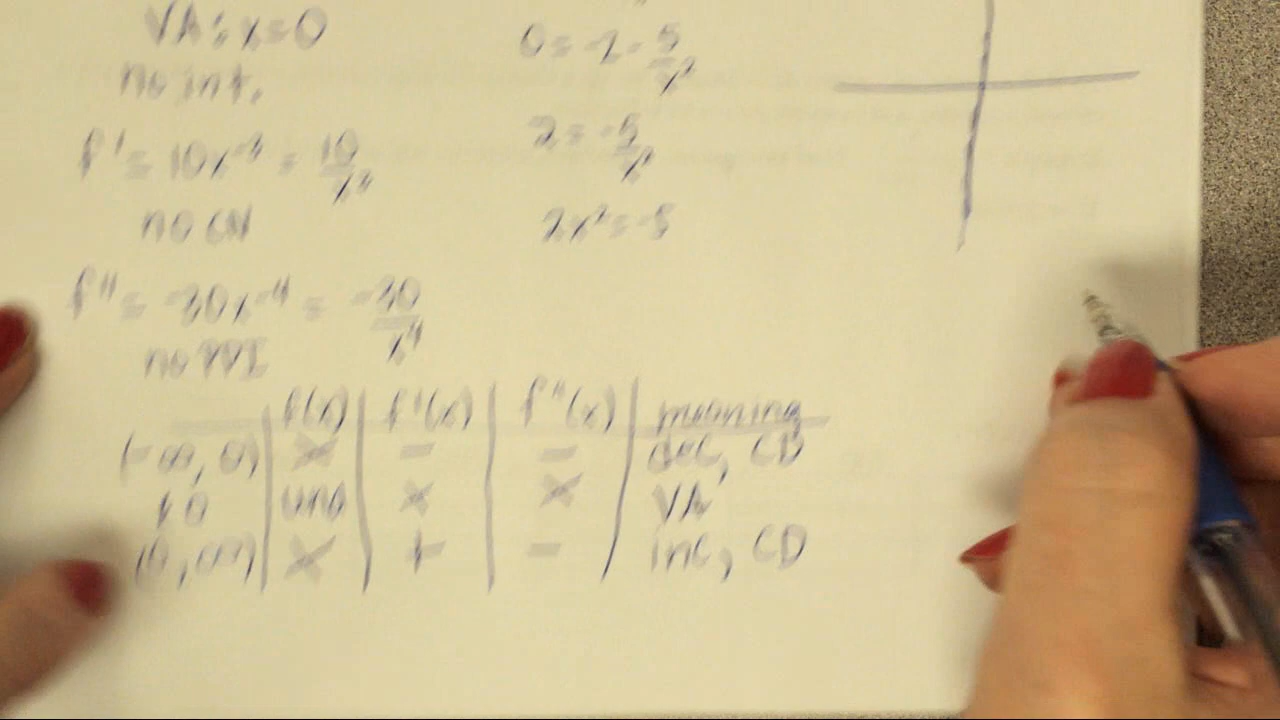 VA: x=0
no int.
f' = 10x⁻³ = 10/x³
no CN
f'' = -30x⁻⁴ = -30/x⁴
no PPI
0 = -2 - 5/x²
2 = -5/x²
2x² = -5
f(x) | f'(x) | f''(x) | meaning
(-∞, 0) | × | - | - | dec, CD
x=0 | und | × | × | VA
(0, ∞) | × | + | - | inc, CD